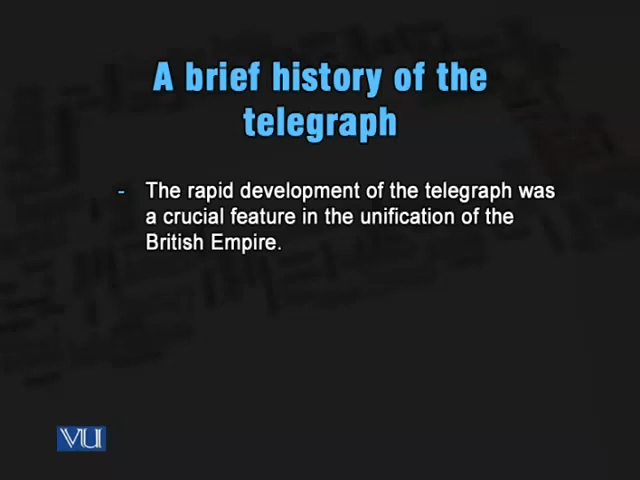 A brief history of the
telegraph
- The rapid development of the telegraph was
a crucial feature in the unification of the
British Empire.
VU